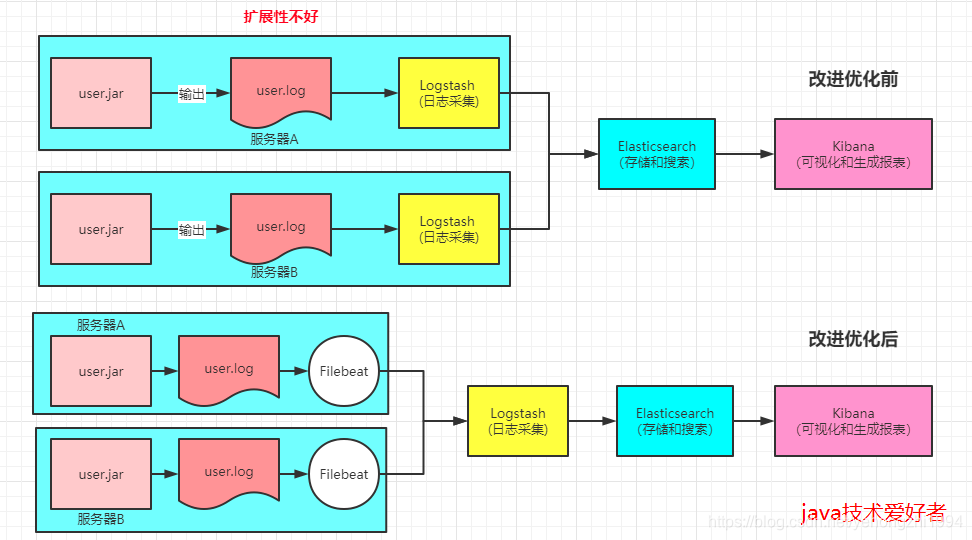 扩展性不好
改进优化前
user.jar
输出
user.log
Logstash
(日志采集)
服务器A
user.jar
输出
user.log
Logstash
(日志采集)
服务器B
Elasticsearch
(存储和搜索)
Kibana
(可视化和生成报表)
改进优化后
服务器A
user.jar
user.log
Filebeat
user.jar
user.log
Filebeat
服务器B
Logstash
(日志采集)
Elasticsearch
(存储和搜索)
Kibana
(可视化和生成报表)
java技术爱好者